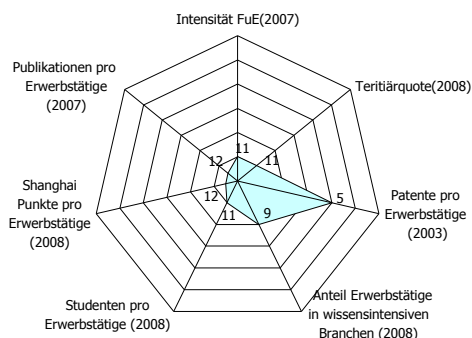 Intensität FuE(2007)
Teritiärquote(2008)
Patente pro
Erwerbstätige
(2003)
Anteil Erwerbstätige
in wissensintensiven
Branchen (2008)
Studenten pro
Erwerbstätige (2008)
Shanghai
Punkte pro
Erwerbstätige
(2008)
Publikationen pro
Erwerbstätige
(2007)
11
11
5
9
11
12
12